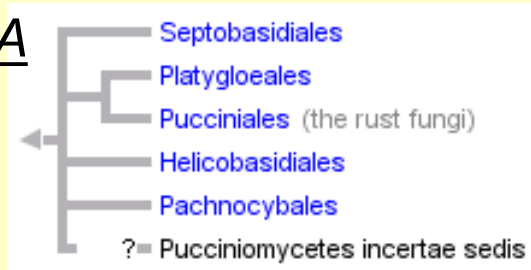 A
Septobasidiales
Platygloeales
Pucciniales (the rust fungi)
Helicobasidiales
Pachnocybales
? Pucciniomycetes incertae sedis